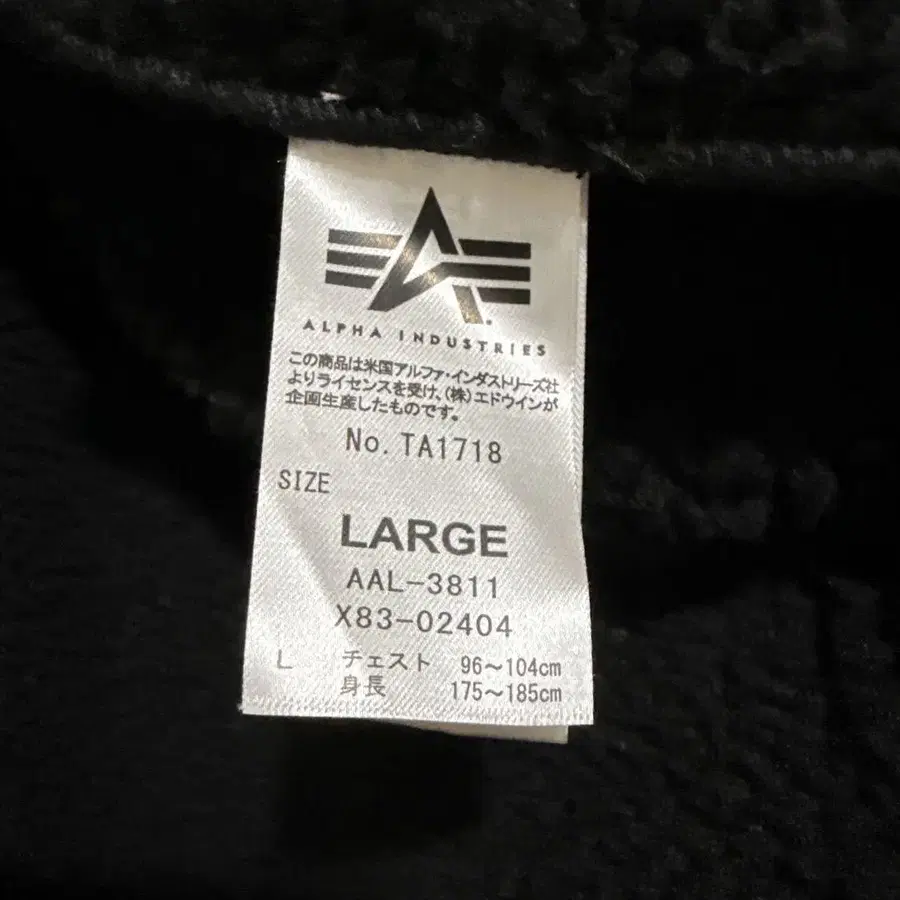 ALPHA INDUSTRIES
この商品は米国アルファ・インダストリーズ社
よりライセンスを受け、(株)エドウインが
企画生産したものです。
No. TA1718
SIZE
LARGE
AAL-3811
X83-02404
L チェスト 96～104cm
身長 175～185cm